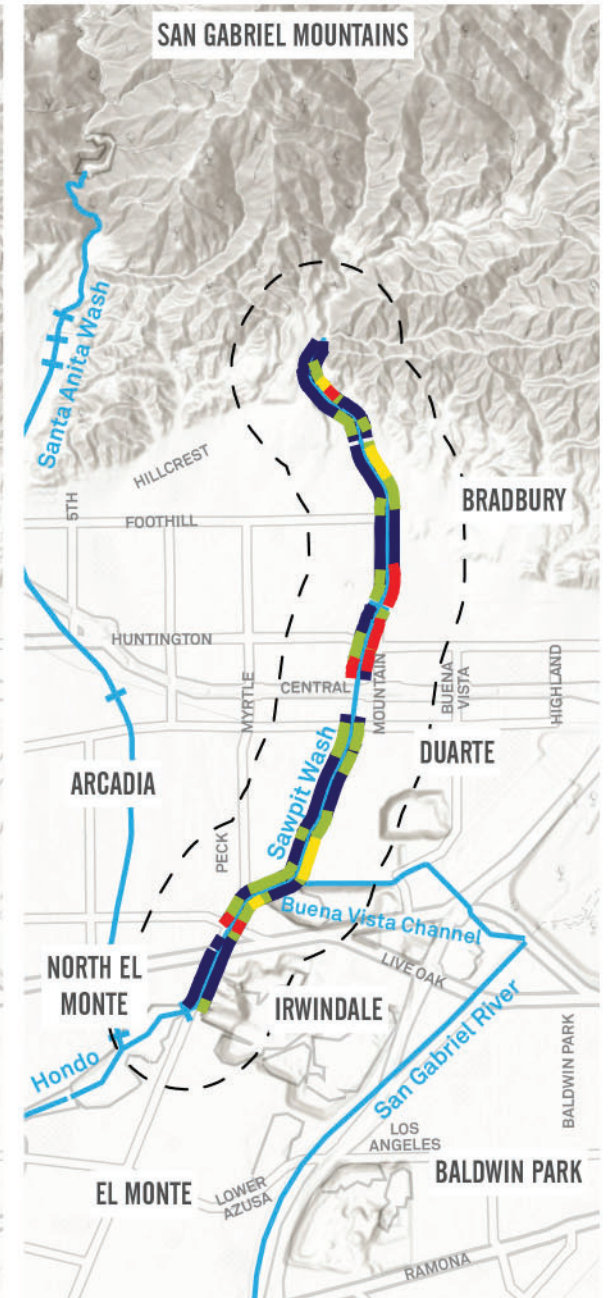 SAN GABRIEL MOUNTAINS
Santa Anita Wash
HILLCREST
5TH
FOOTHILL
BRADBURY
HUNTINGTON
MYRTLE
CENTRAL
MOUNTAIN
BUENA
VISTA
HIGHLAND
Sawpit Wash
DUARTE
ARCADIA
PECK
Buena Vista Channel
LIVE OAK
NORTH EL
MONTE
IRWINDALE
Hondo
San Gabriel River
BALDWIN PARK
LOS
ANGELES
BALDWIN PARK
EL MONTE
LOWER
AZUSA
RAMONA